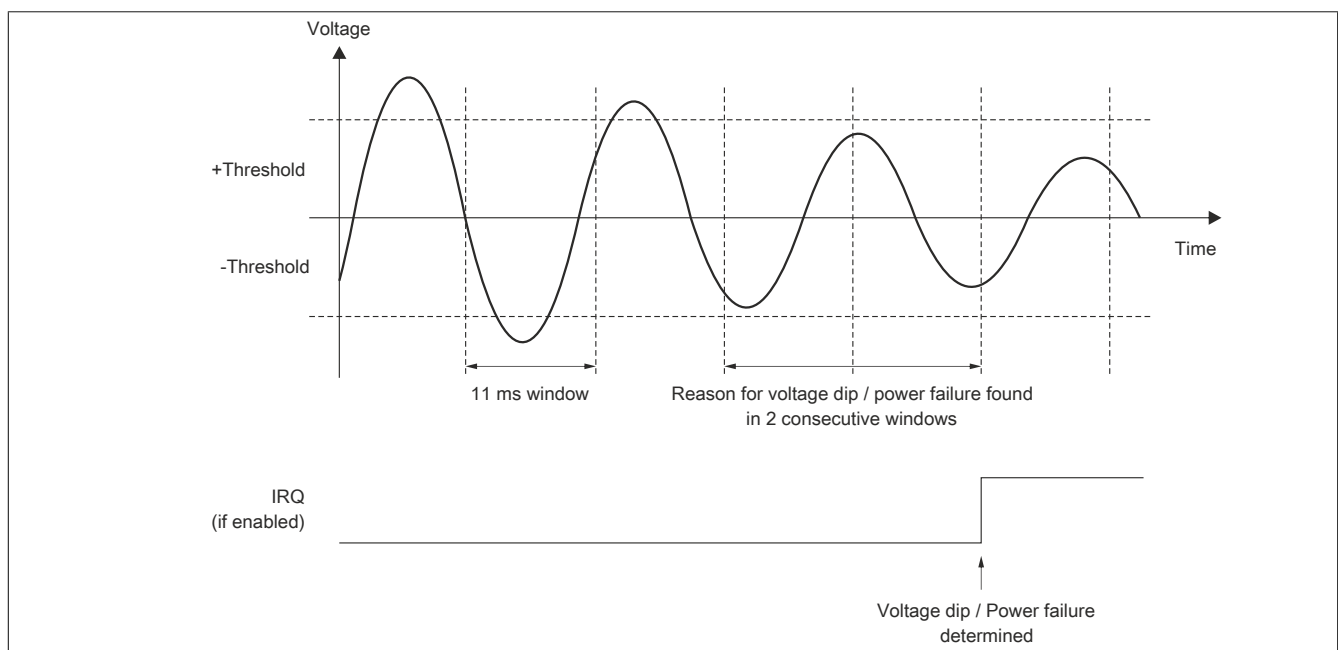 Voltage
+Threshold
-Threshold
Time
11 ms window
Reason for voltage dip / power failure found
in 2 consecutive windows
IRQ
(if enabled)
Voltage dip / Power failure
determined